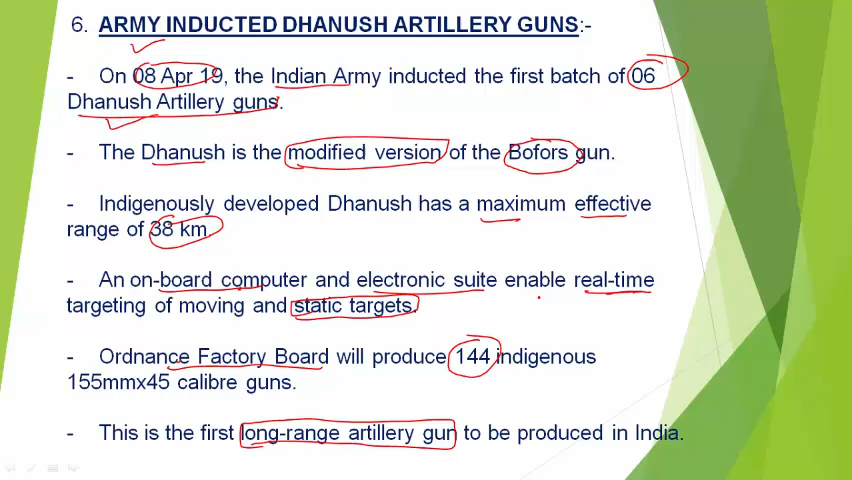 6. ARMY INDUCTED DHANUSH ARTILLERY GUNS:-
- On 08 Apr 19, the Indian Army inducted the first batch of 06
Dhanush Artillery guns.
- The Dhanush is the modified version of the Bofors gun.
- Indigenously developed Dhanush has a maximum effective
range of 38 km.
- An on-board computer and electronic suite enable real-time
targeting of moving and static targets.
- Ordnance Factory Board will produce 144 indigenous
155mmx45 calibre guns.
- This is the first long-range artillery gun to be produced in India.